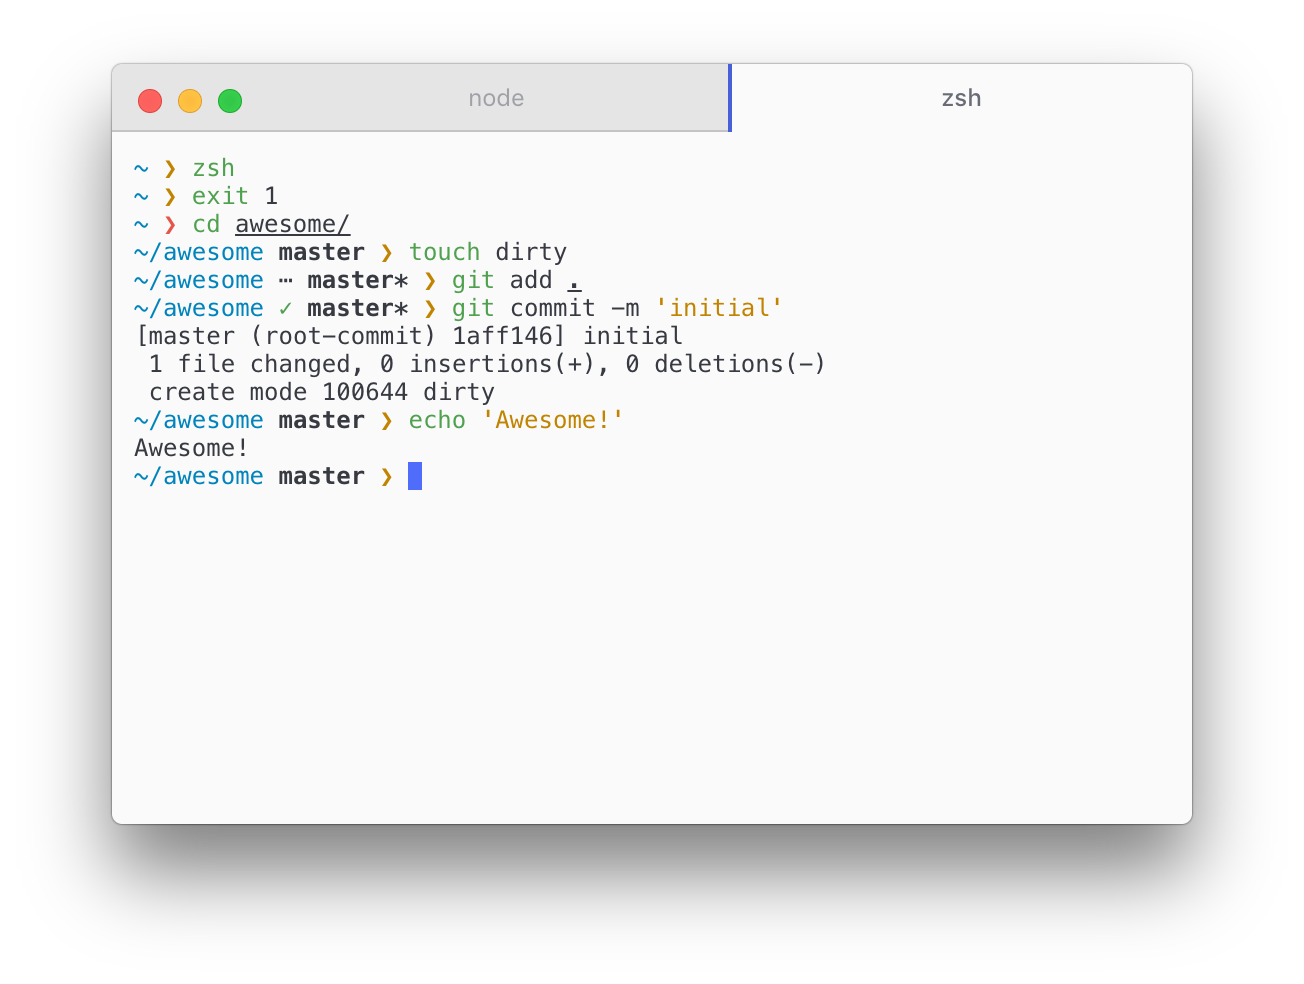 node
zsh
~ ❯ zsh
~ ❯ exit 1
~ ❯ cd awesome/
~/awesome master ❯ touch dirty
~/awesome ⋯ master* ❯ git add .
~/awesome ✓ master* ❯ git commit -m 'initial'
[master (root-commit) 1aff146] initial
 1 file changed, 0 insertions(+), 0 deletions(-)
 create mode 100644 dirty
~/awesome master ❯ echo 'Awesome!'
Awesome!
~/awesome master ❯